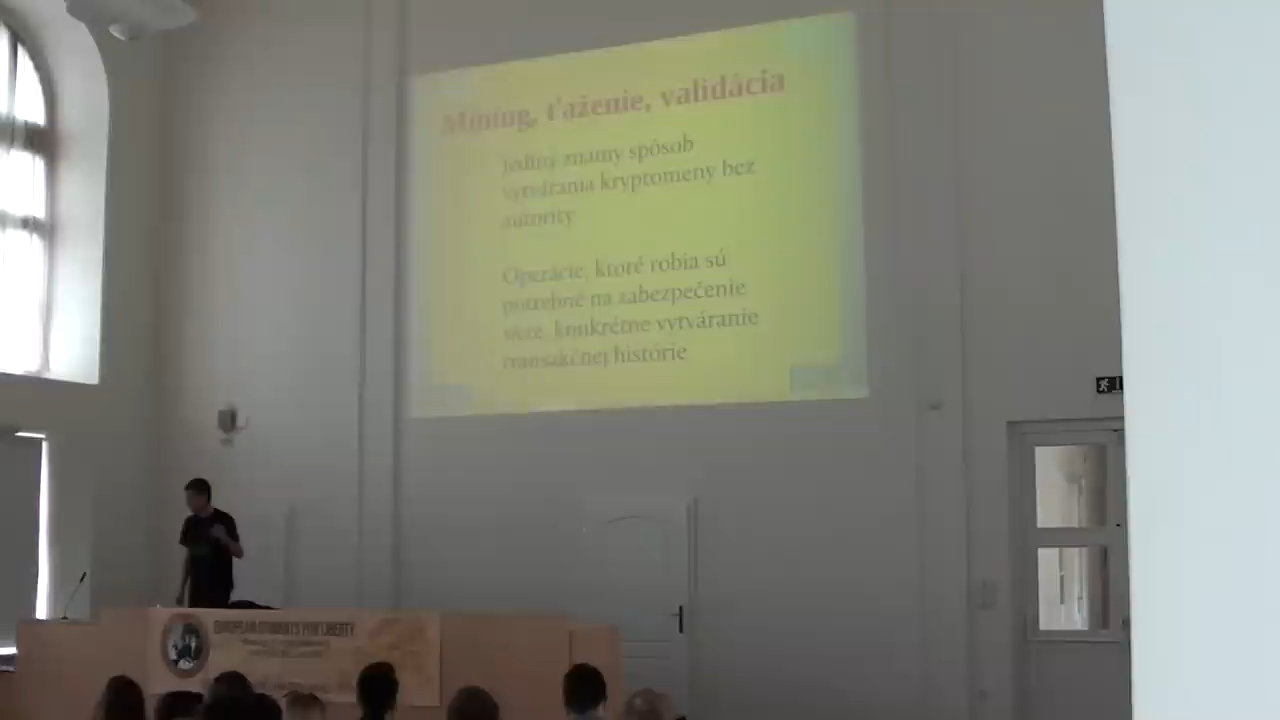 Mining, ťaženie, validácia
Jediný znamy spôsob
vytvárania kryptomeny bez
autority
Operácie, ktoré robia sú
potrebné na zabezpečenie
siete, konkrétne vytváranie
transakčnej histórie
EUROPEAN STUDENTS FOR LIBERTY